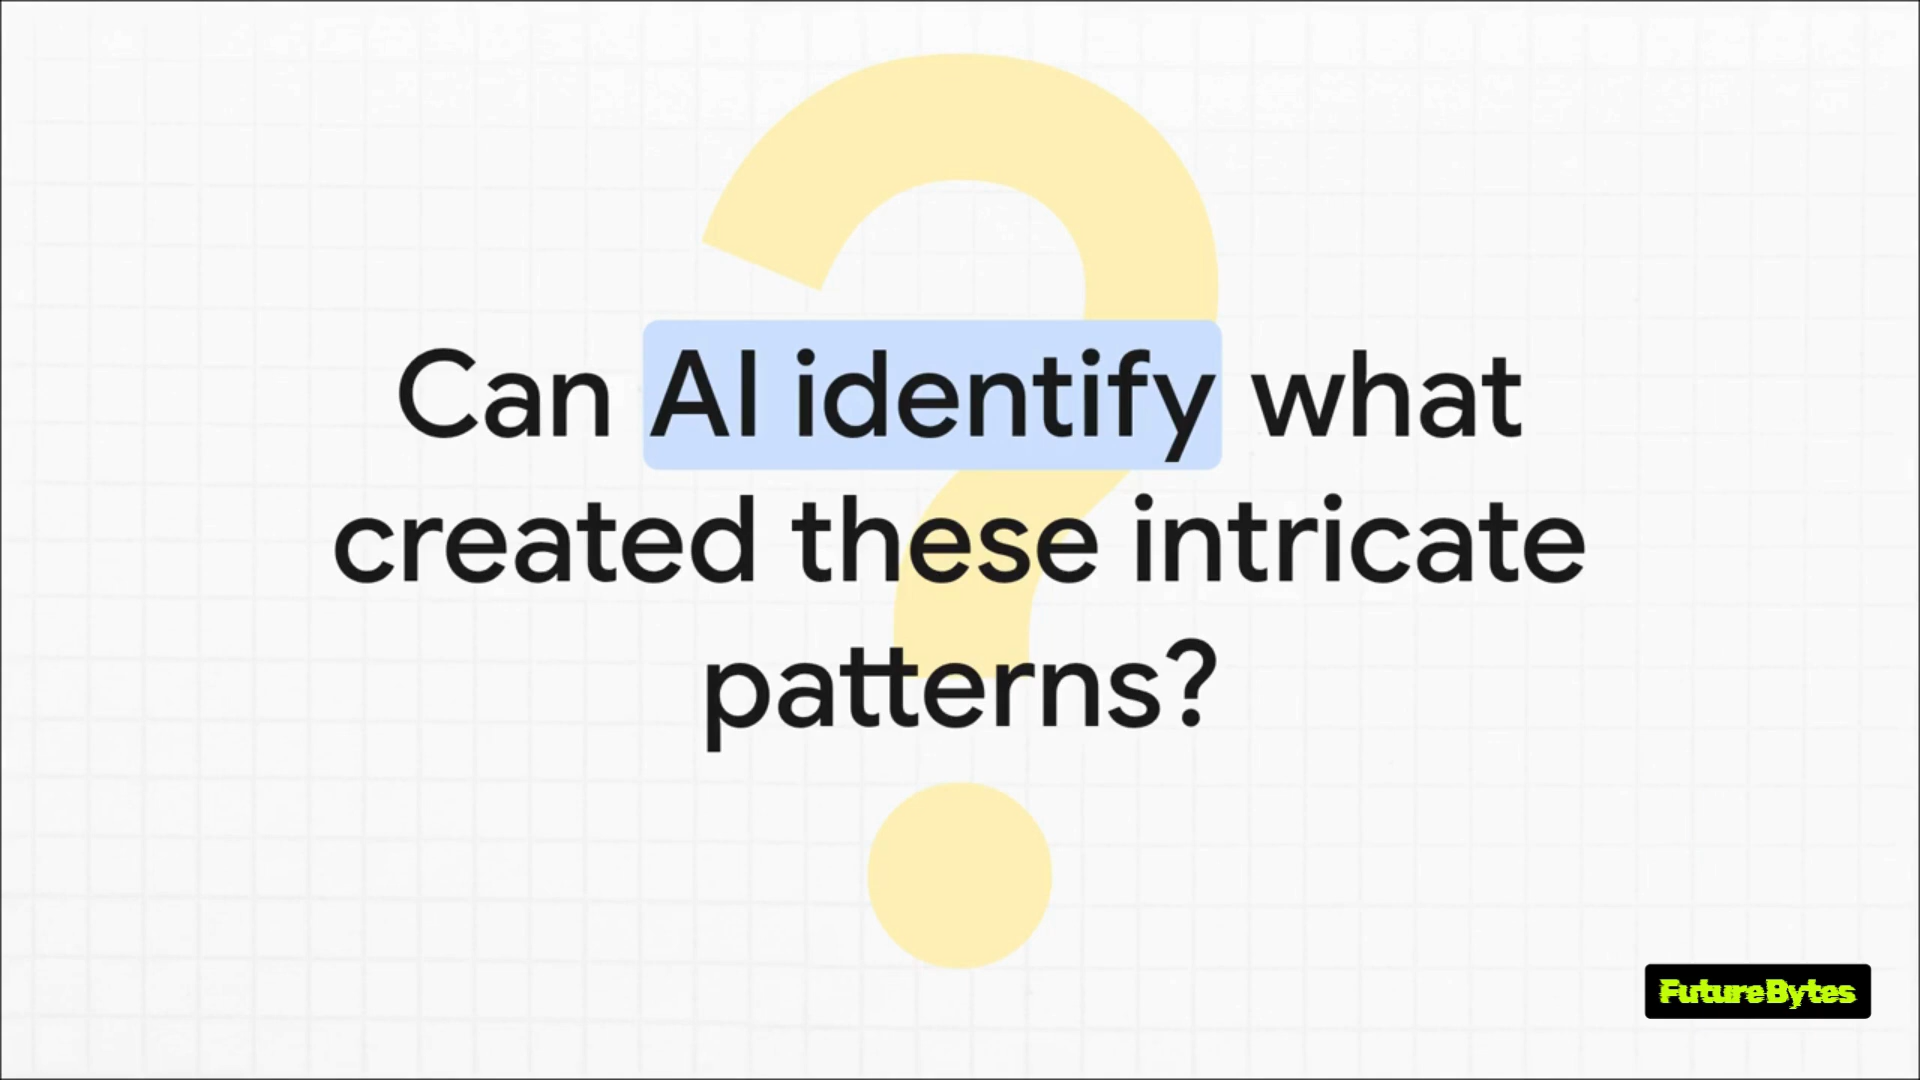 Can AI identify what
created these intricate
patterns?
FutureBytes